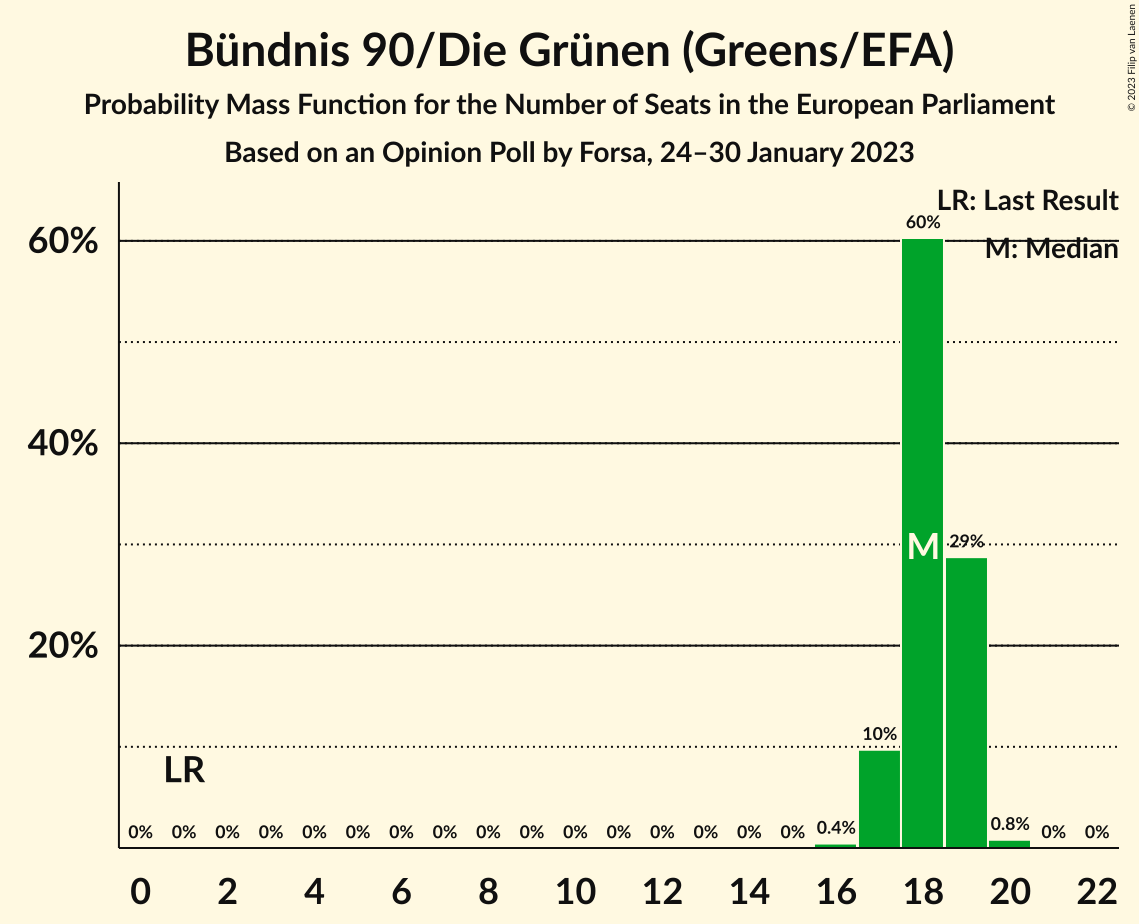 Bündnis 90/Die Grünen (Greens/EFA)
Probability Mass Function for the Number of Seats in the European Parliament
Based on an Opinion Poll by Forsa, 24–30 January 2023
© 2023 Filip van Laenen
LR: Last Result
M: Median
60%
60%
40%
20%
M
29%
10%
LR
0% 0% 0% 0% 0% 0% 0% 0% 0% 0% 0% 0% 0% 0% 0% 0% 0.4% 0.8% 0% 0%
0 2 4 6 8 10 12 14 16 18 20 22